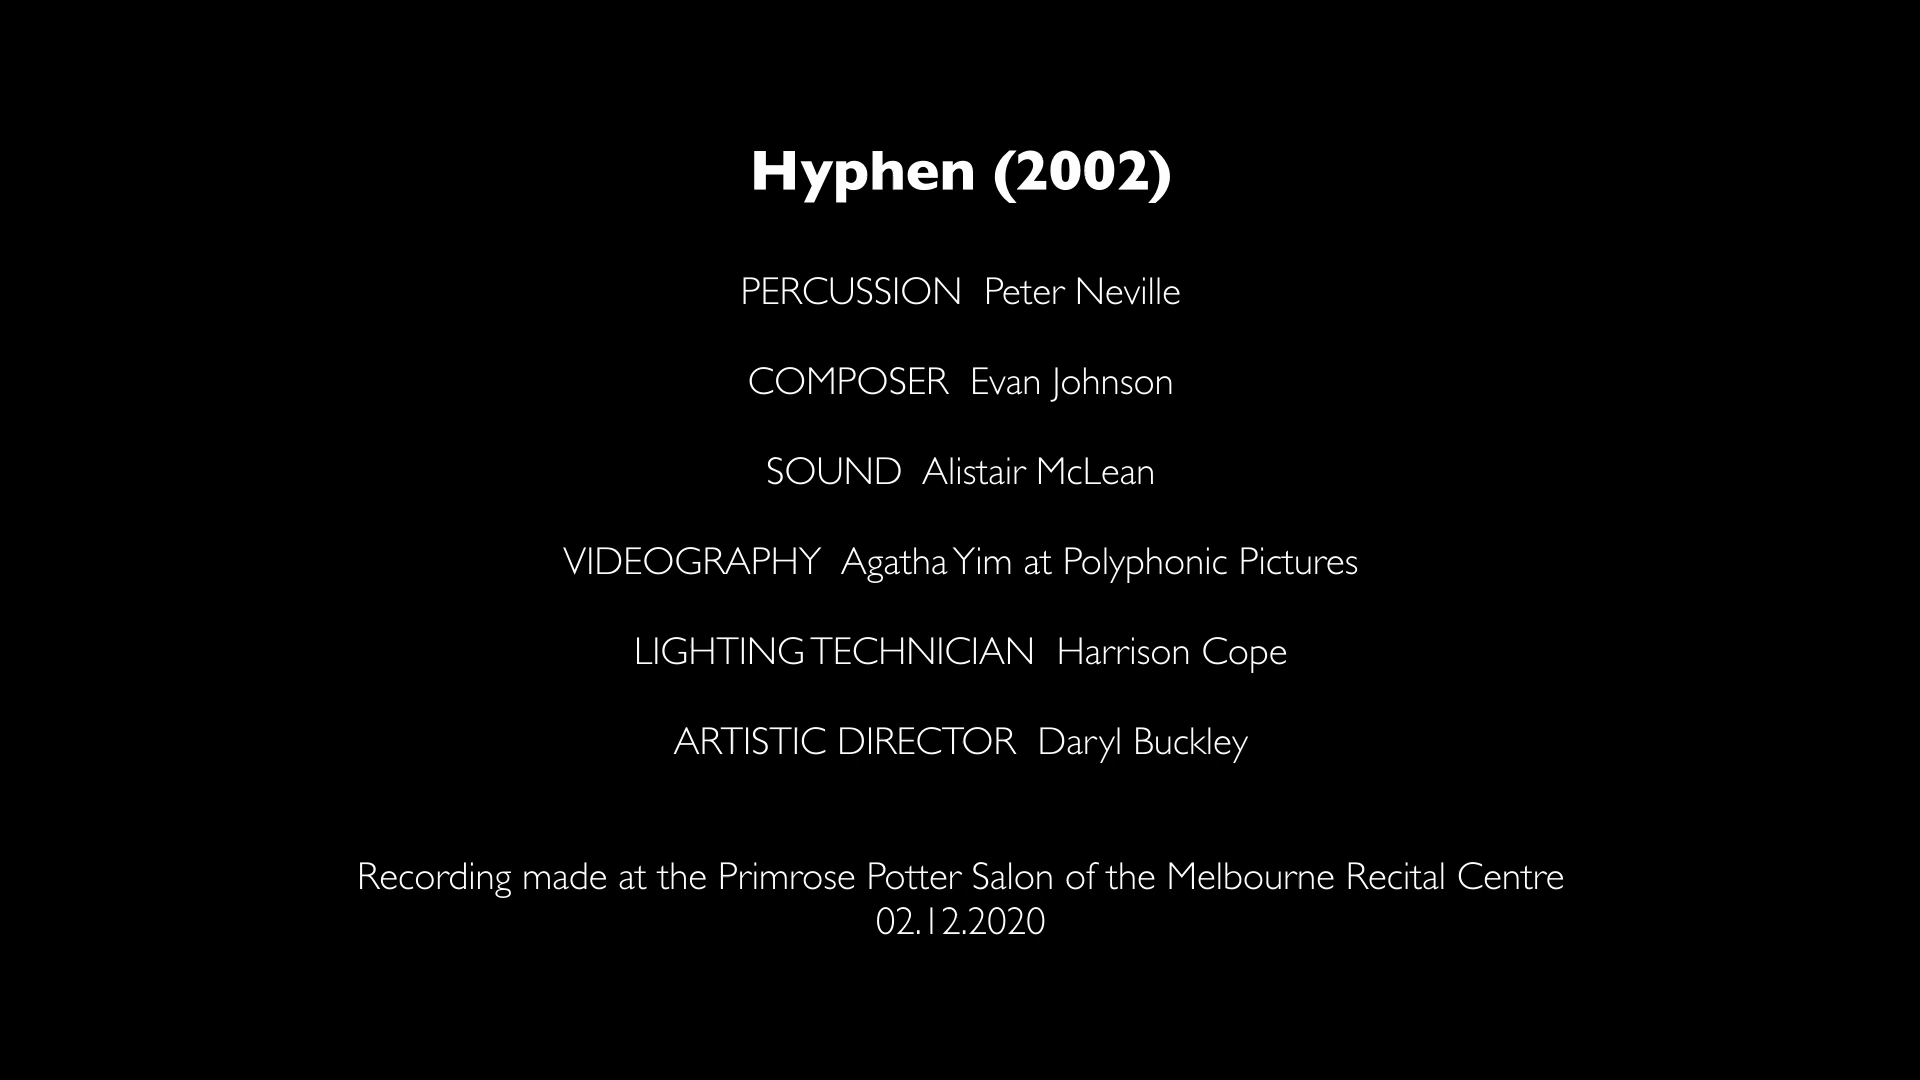 Hyphen (2002)
PERCUSSION Peter Neville
COMPOSER Evan Johnson
SOUND Alistair McLean
VIDEOGRAPHY Agatha Yim at Polyphonic Pictures
LIGHTING TECHNICIAN Harrison Cope
ARTISTIC DIRECTOR Daryl Buckley
Recording made at the Primrose Potter Salon of the Melbourne Recital Centre
02.12.2020